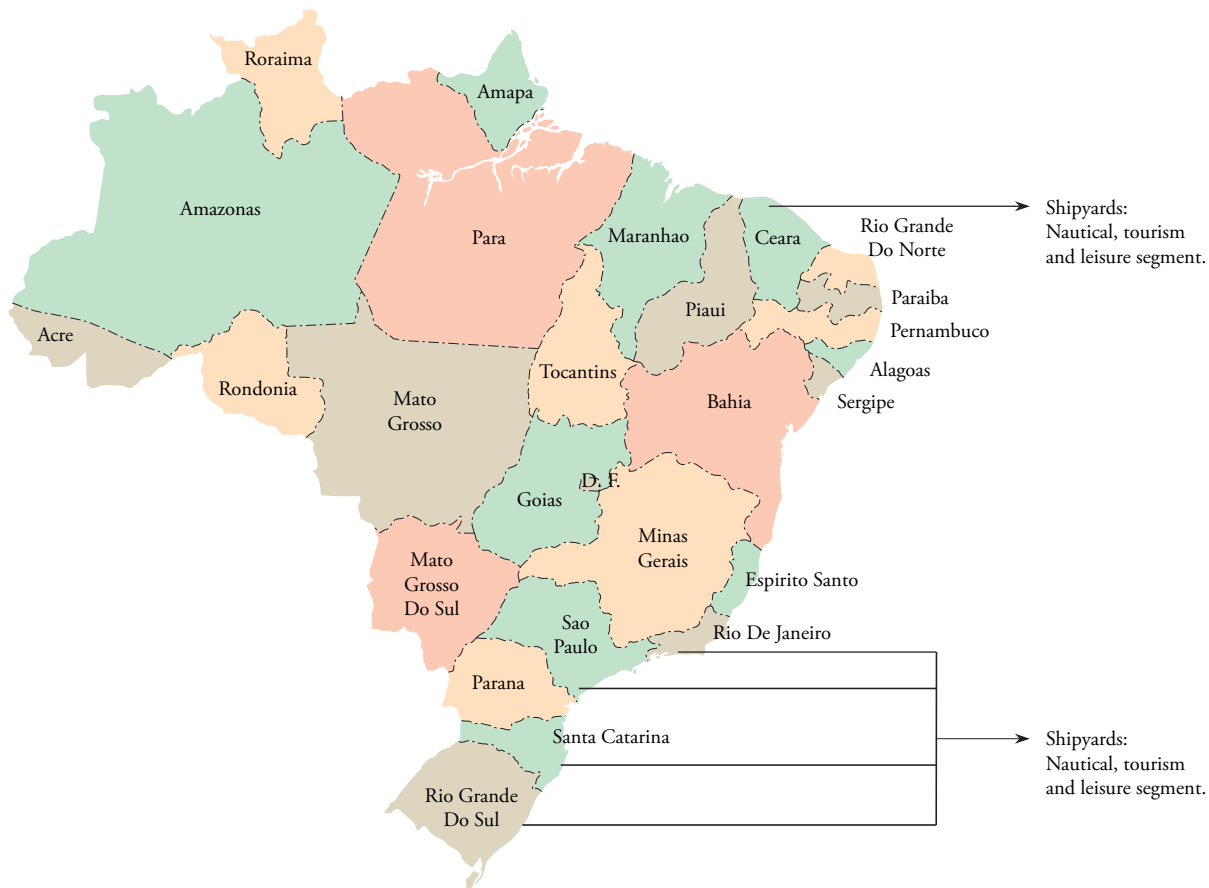 Roraima
Amapa
Amazonas
Para
Maranhao
Ceara
Rio Grande
Do Norte
Shipyards:
Nautical, tourism
and leisure segment.
Piaui
Paraiba
Pernambuco
Acre
Rondonia
Tocantins
Alagoas
Mato
Grosso
Bahia
Sergipe
D. F.
Goias
Minas
Gerais
Mato
Grosso
Do Sul
Espirito Santo
Sao
Paulo
Rio De Janeiro
Parana
Santa Catarina
Shipyards:
Nautical, tourism
and leisure segment.
Rio Grande
Do Sul